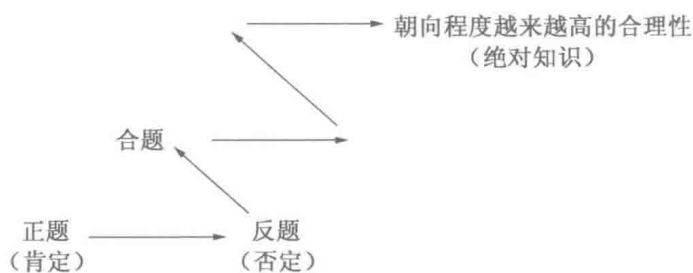 朝向程度越来越高的合理性
（绝对知识）
合题
正题
（肯定）
反题
（否定）